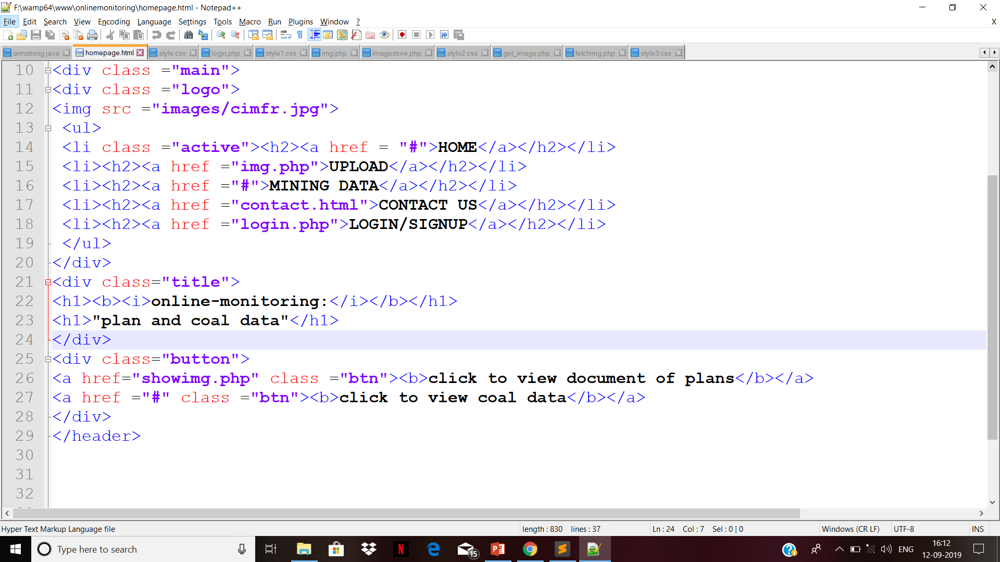 F:\wamp64\www\onlinemonitoring\homepage.html - Notepad++
File Edit Search View Encoding Language Settings Tools Macro Run Plugins Window ? X
armstrong.java homepage.html style.css login.php style1.css img.php imagestore.php style2.css get_image.php fetchimg.php style3.css
10 <div class ="main">
11 <div class ="logo">
12 <img src ="images/cimfr.jpg">
13 <ul>
14 <li class ="active"><h2><a href = "#">HOME</a></h2></li>
15 <li><h2><a href ="img.php">UPLOAD</a></h2></li>
16 <li><h2><a href ="#">MINING DATA</a></h2></li>
17 <li><h2><a href ="contact.html">CONTACT US</a></h2></li>
18 <li><h2><a href ="login.php">LOGIN/SIGNUP</a></h2></li>
19 </ul>
20 </div>
21 <div class="title">
22 <h1><b><i>online-monitoring:</i></b></h1>
23 <h1>"plan and coal data"</h1>
24 </div>
25 <div class="button">
26 <a href="showimg.php" class ="btn"><b>click to view document of plans</b></a>
27 <a href ="#" class ="btn"><b>click to view coal data</b></a>
28 </div>
29 </header>
30
31
32
Hyper Text Markup Language file length : 830 lines : 37 Ln : 24 Col : 7 Sel : 0 | 0 Windows (CR LF) UTF-8 INS
Type here to search 15 ENG 16:12
12-09-2019